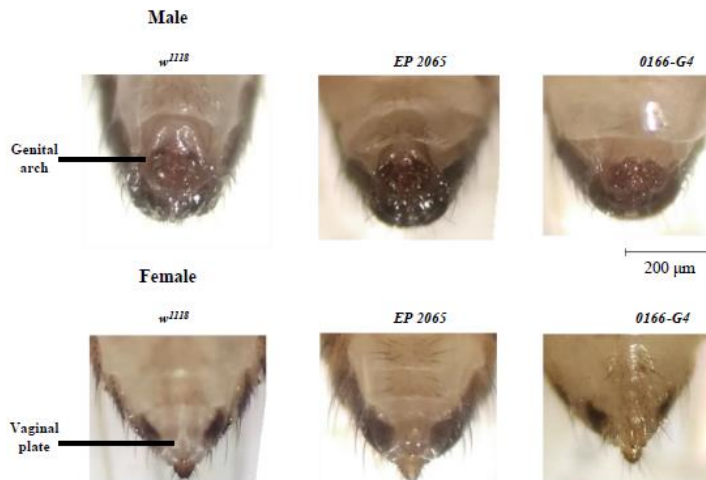 Male
w1118 EP 2065 0166-G4
Genital
arch
200 µm
Female
w1118 EP 2065 0166-G4
Vaginal
plate